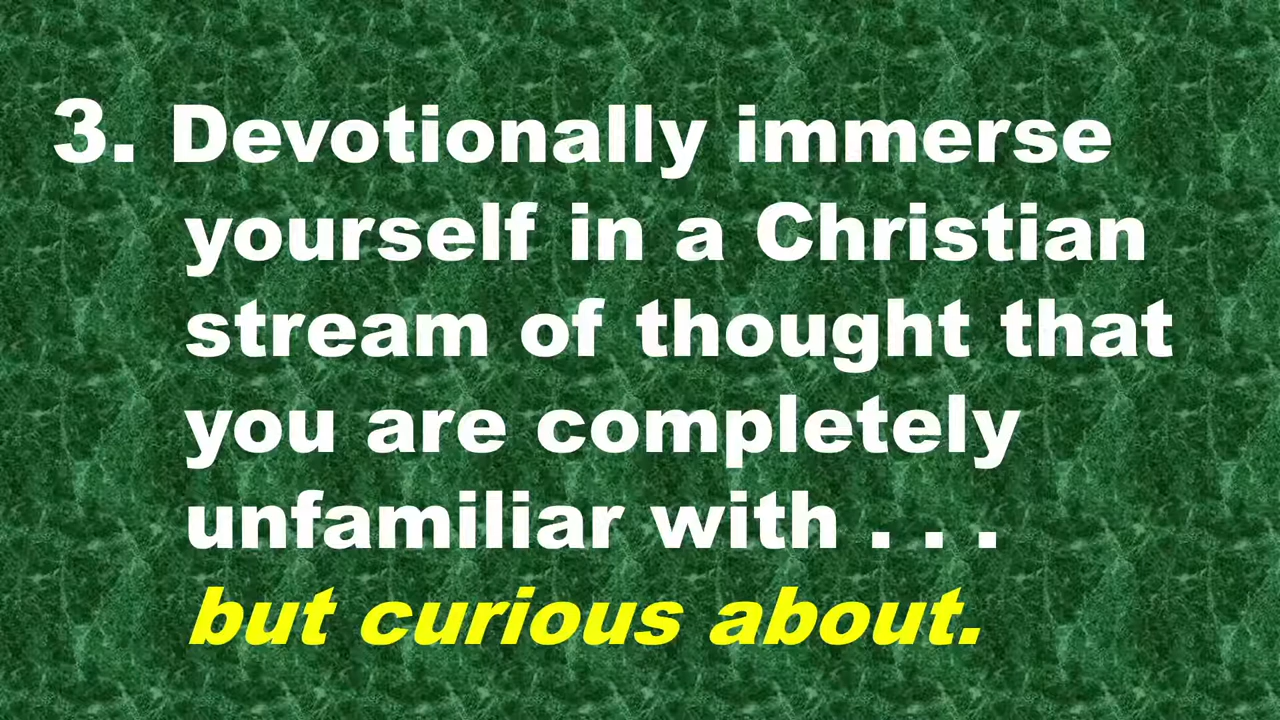 3. Devotionally immerse
yourself in a Christian
stream of thought that
you are completely
unfamiliar with . . .
but curious about.